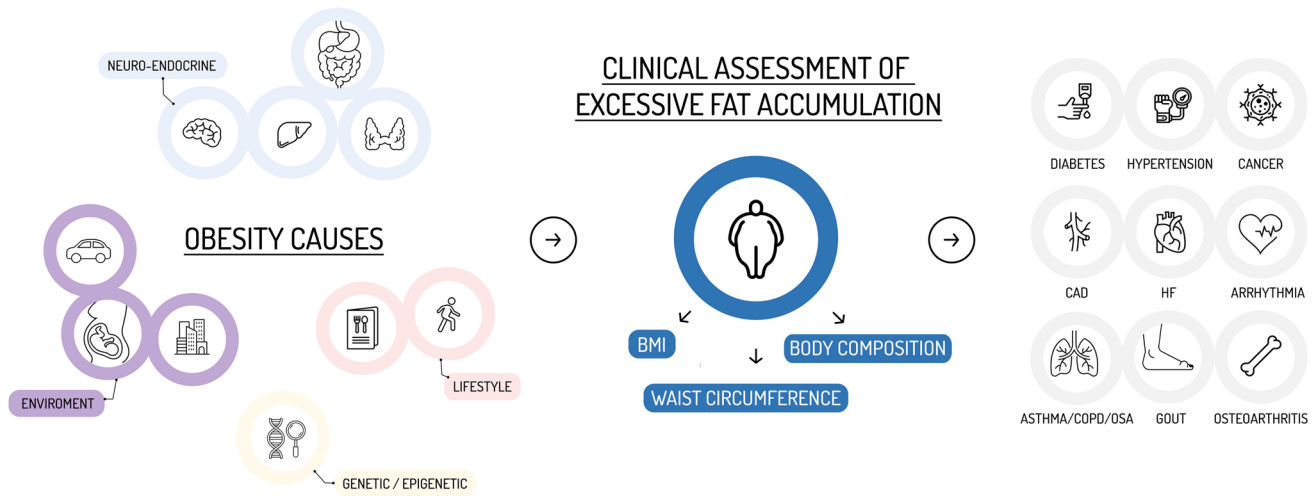 NEURO-ENDOCRINE
OBESITY CAUSES
ENVIROMENT
LIFESTYLE
GENETIC / EPIGENETIC
CLINICAL ASSESSMENT OF
EXCESSIVE FAT ACCUMULATION
BMI
BODY COMPOSITION
WAIST CIRCUMFERENCE
DIABETES
HYPERTENSION
CANCER
CAD
HF
ARRHYTHMIA
ASTHMA/COPD/OSA
GOUT
OSTEOARTHRITIS